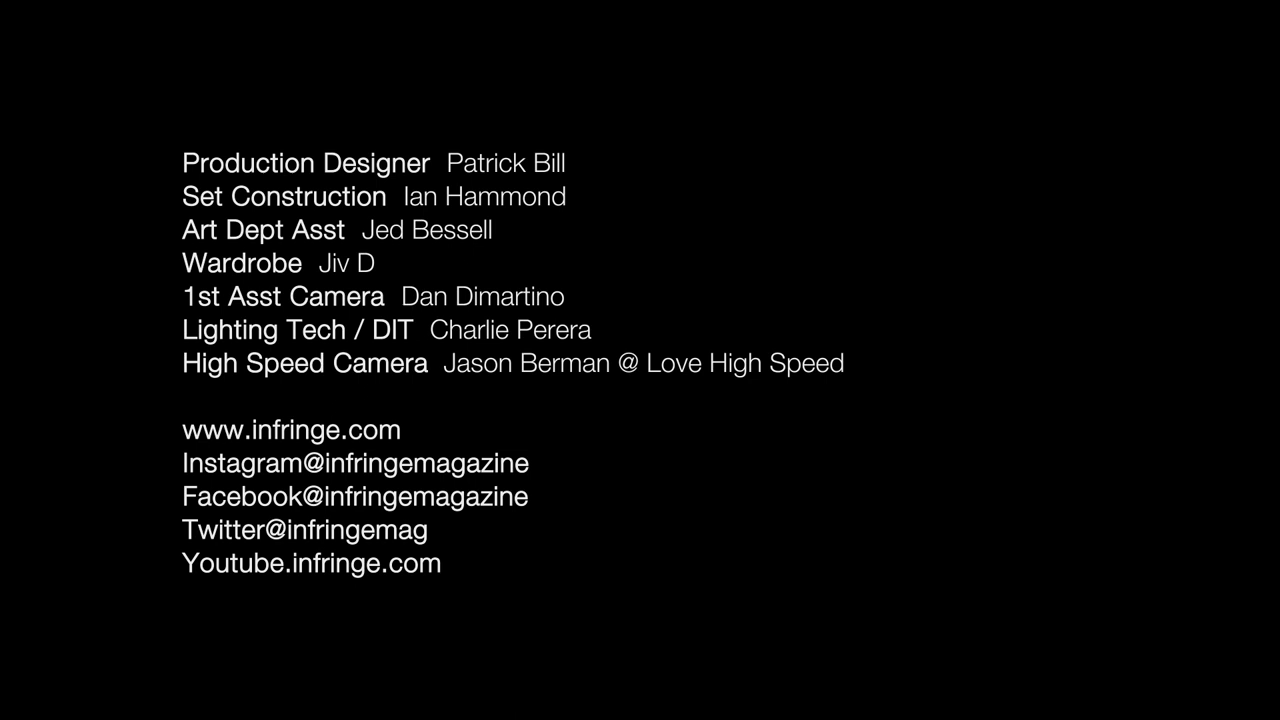 Production Designer Patrick Bill
Set Construction Ian Hammond
Art Dept Asst Jed Bessell
Wardrobe Jiv D
1st Asst Camera Dan Dimartino
Lighting Tech / DIT Charlie Perera
High Speed Camera Jason Berman @ Love High Speed
www.infringe.com
Instagram@infringemagazine
Facebook@infringemagazine
Twitter@infringemag
Youtube.infringe.com